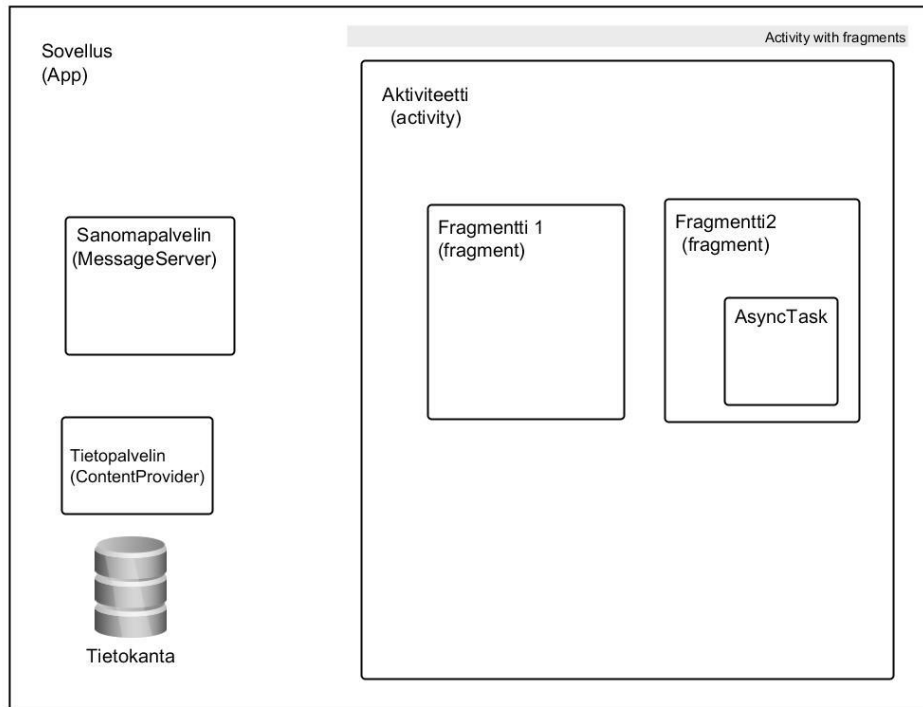 Sovellus
(App)
Activity with fragments
Aktiviteetti
(activity)
Sanomapalvelin
(MessageServer)
Fragmentti 1
(fragment)
Fragmentti2
(fragment)
AsyncTask
Tietopalvelin
(ContentProvider)
Tietokanta